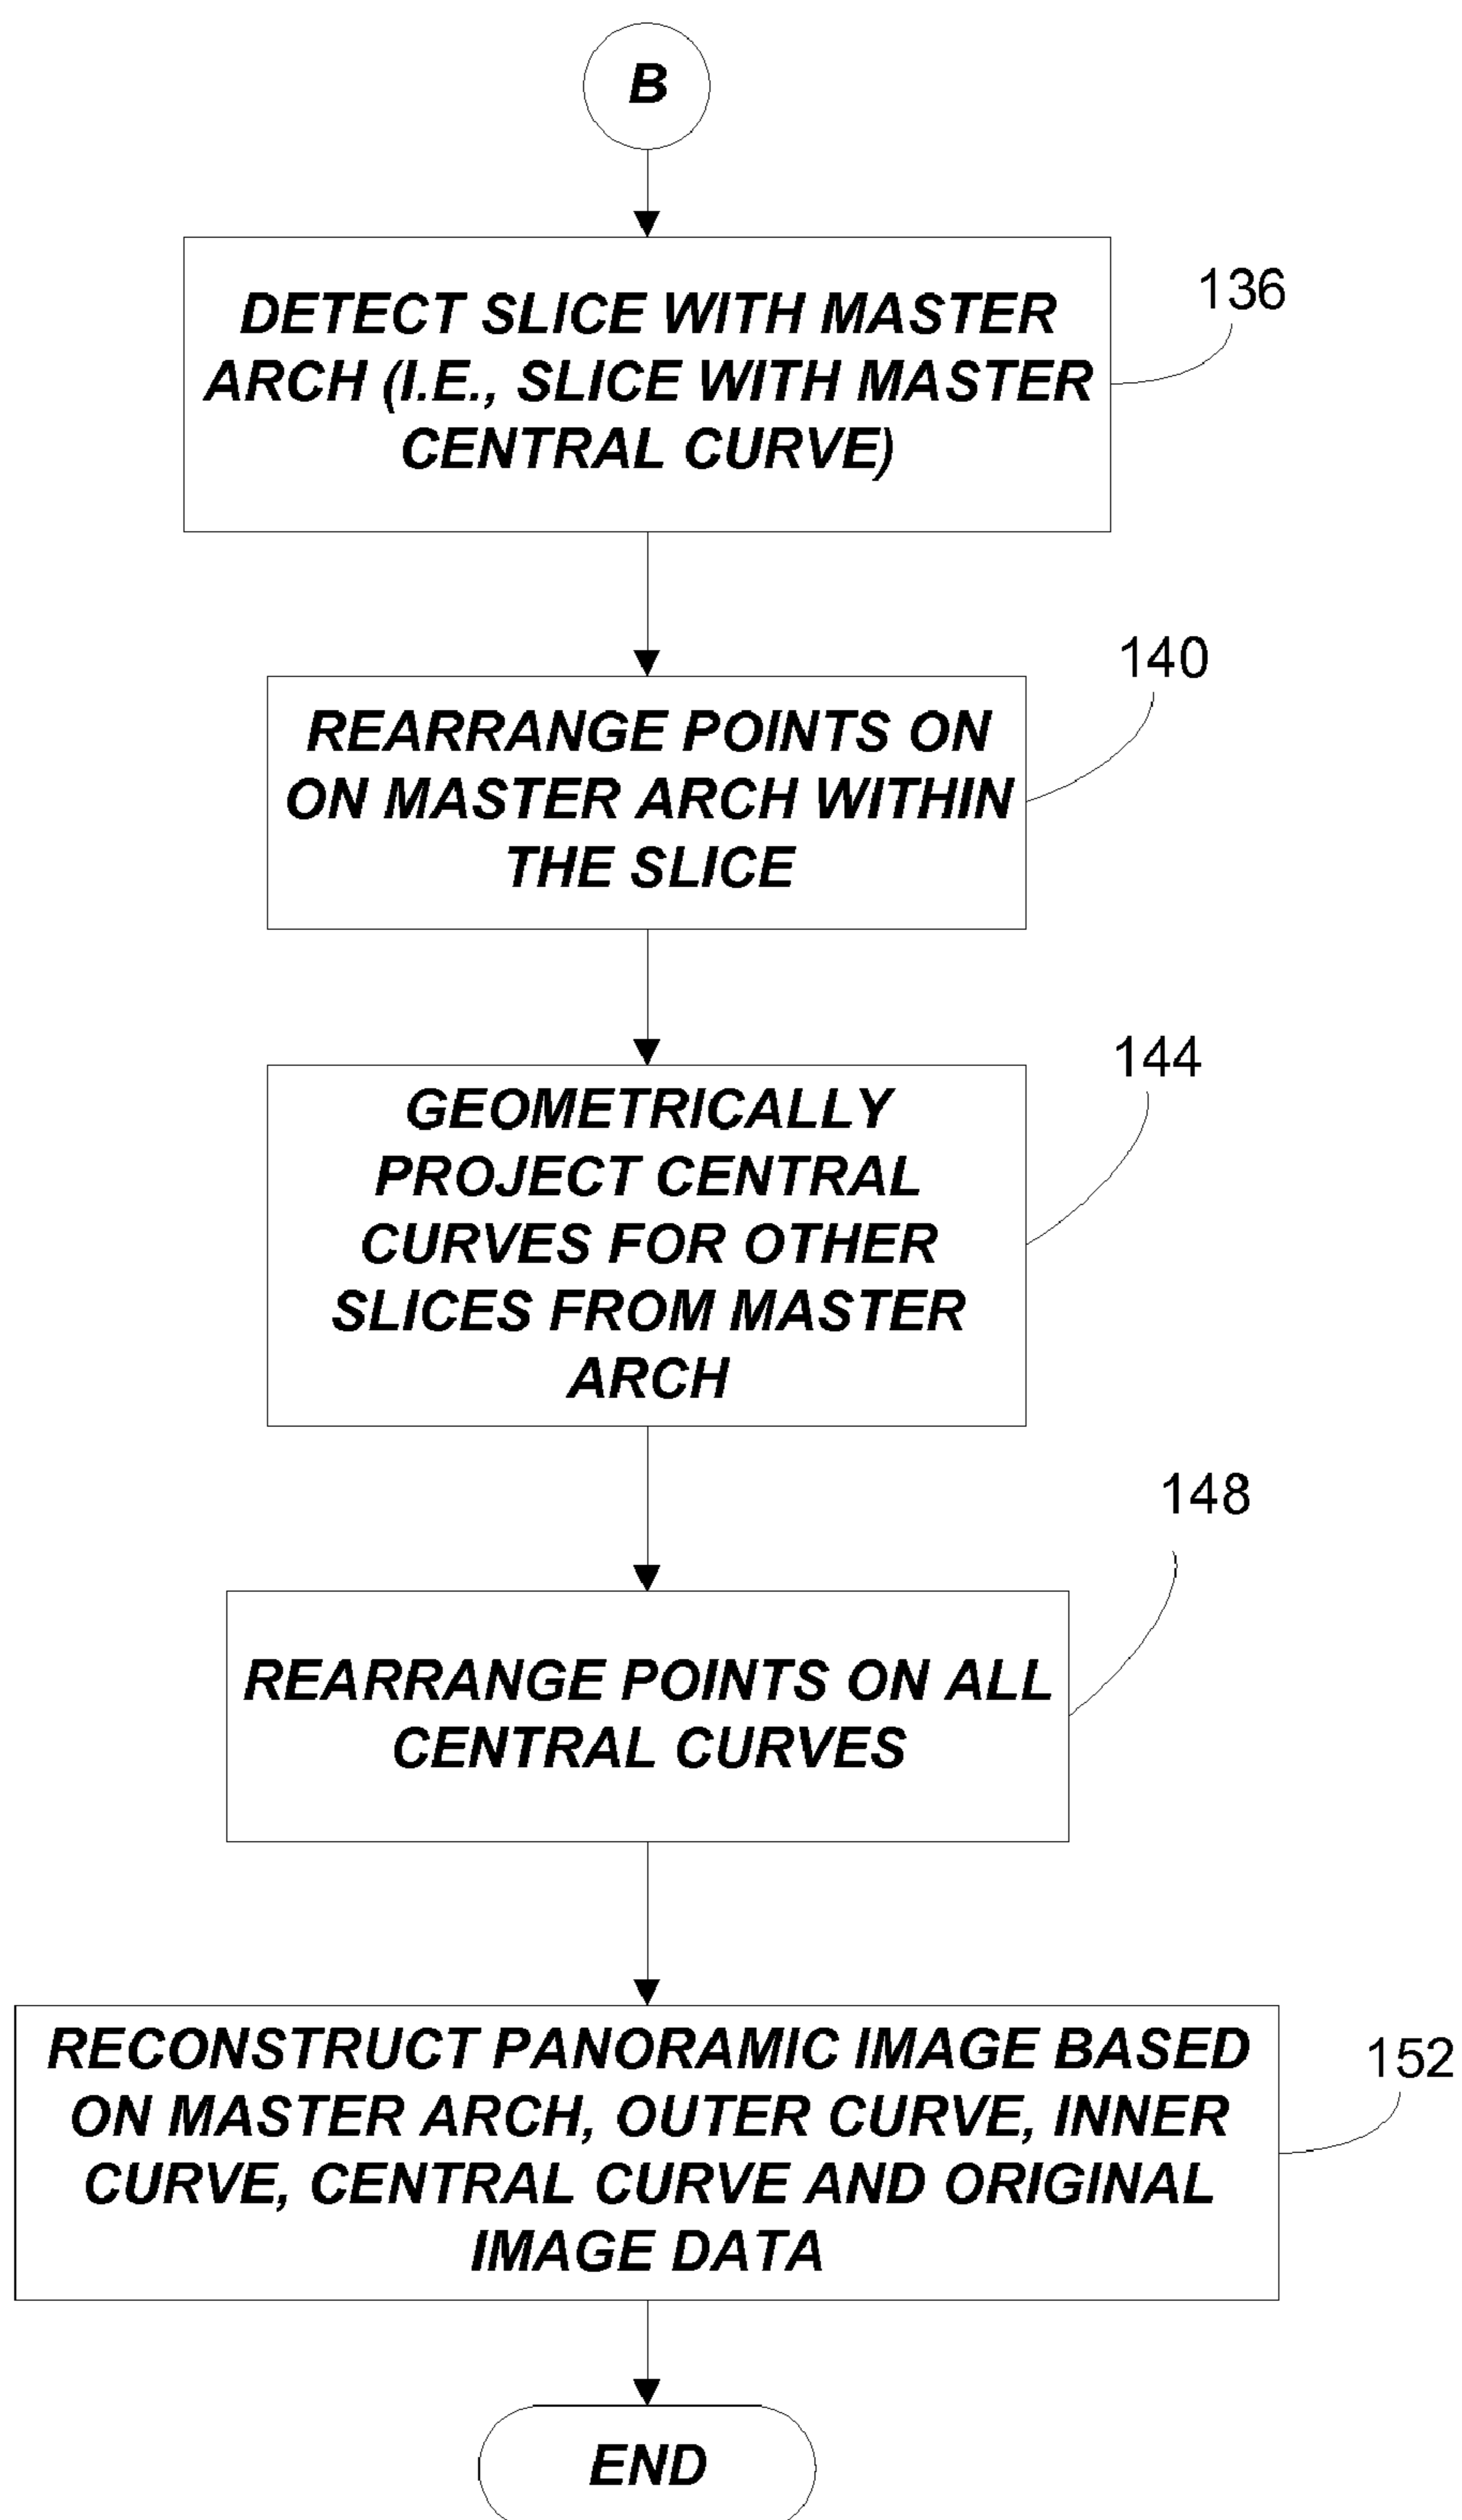 B
DETECT SLICE WITH MASTER
ARCH (I.E., SLICE WITH MASTER
CENTRAL CURVE)
136
REARRANGE POINTS ON
ON MASTER ARCH WITHIN
THE SLICE
140
GEOMETRICALLY
PROJECT CENTRAL
CURVES FOR OTHER
SLICES FROM MASTER
ARCH
144
REARRANGE POINTS ON ALL
CENTRAL CURVES
148
RECONSTRUCT PANORAMIC IMAGE BASED
ON MASTER ARCH, OUTER CURVE, INNER
CURVE, CENTRAL CURVE AND ORIGINAL
IMAGE DATA
152
END